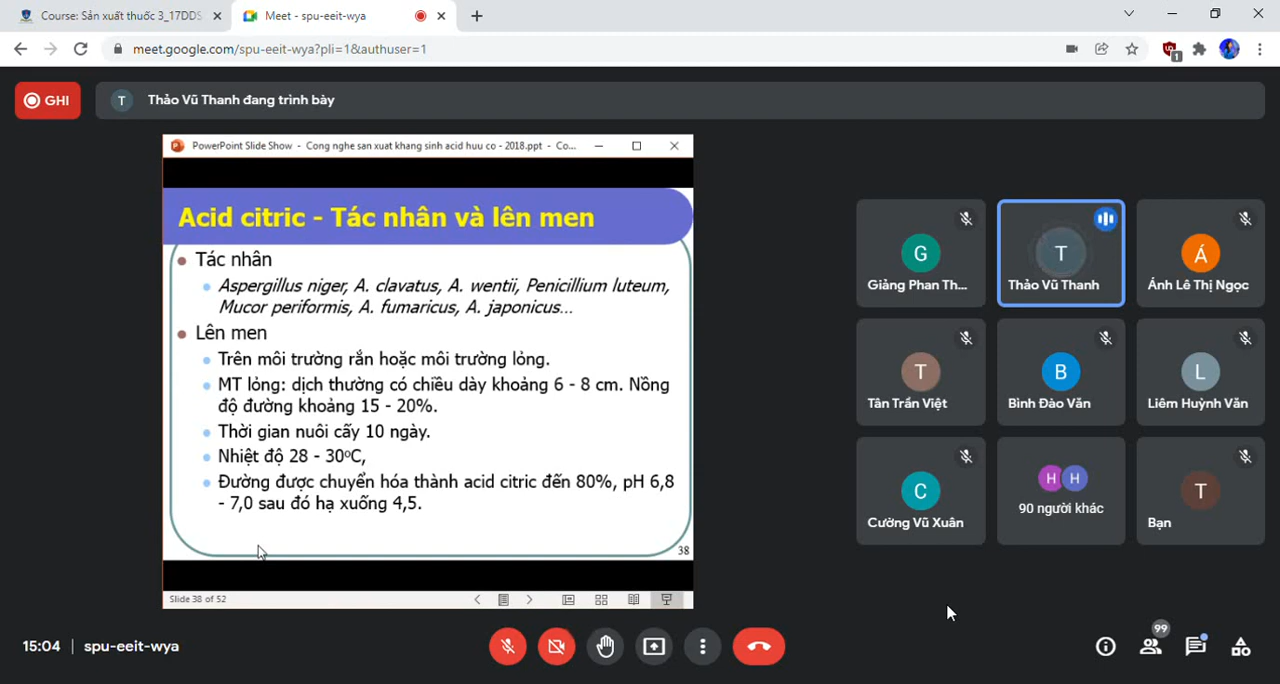 Course: Sản xuất thuốc 3_17DDS
Meet - spu-eeit-wya
meet.google.com/spu-eeit-wya?pli=1&authuser=1
1
GHI
T
Thảo Vũ Thanh đang trình bày
PowerPoint Slide Show - Cong nghe san xuat khang sinh acid huu co - 2018.ppt - Co...
Acid citric - Tác nhân và lên men
Tác nhân
Aspergillus niger, A. clavatus, A. wentii, Penicillium luteum,
Mucor periformis, A. fumaricus, A. japonicus...
Lên men
Trên môi trường rắn hoặc môi trường lỏng.
MT lỏng: dịch thường có chiều dày khoảng 6 - 8 cm. Nồng
độ đường khoảng 15 - 20%.
Thời gian nuôi cấy 10 ngày.
Nhiệt độ 28 - 30ºC,
Đường được chuyển hóa thành acid citric đến 80%, pH 6,8
- 7,0 sau đó hạ xuống 4,5.
38
Slide 38 of 52
G
Giảng Phan Th...
T
Thảo Vũ Thanh
Á
Ánh Lê Thị Ngọc
T
Tân Trần Việt
B
Bình Đào Văn
L
Liêm Huỳnh Văn
C
Cường Vũ Xuân
H H
90 người khác
T
Bạn
15:04 | spu-eeit-wya
99